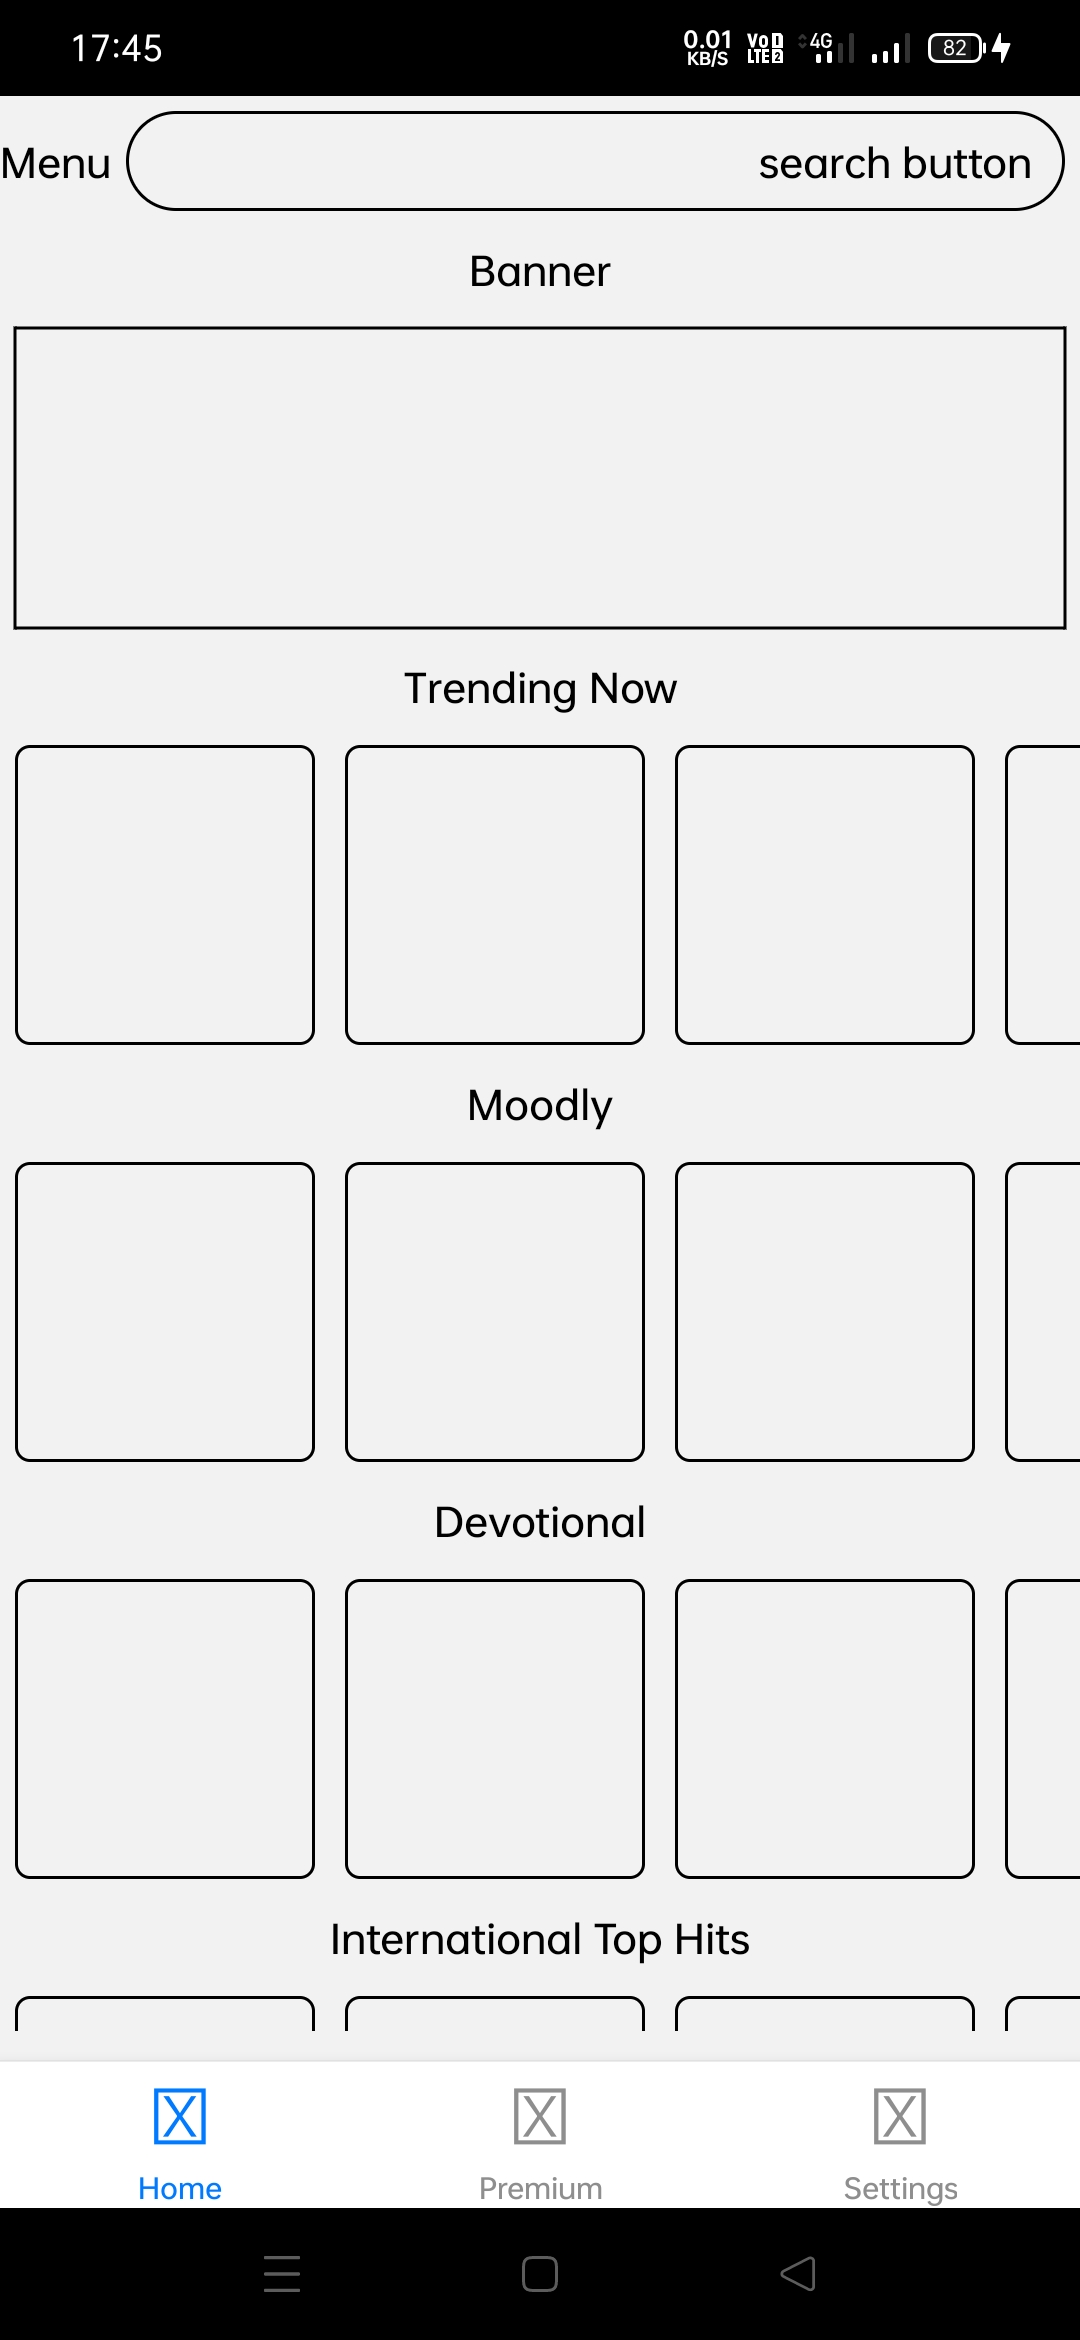 17:45
0.01 KB/S
Vo 1 LTE 2
4G
82
Menu
search button
Banner
Trending Now
Moodly
Devotional
International Top Hits
Home
Premium
Settings